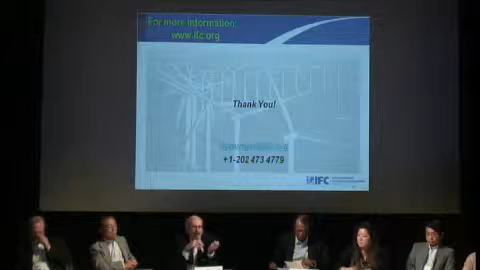 For more information:
www.ifc.org
Thank You!
+1-202 473 4779
IFC